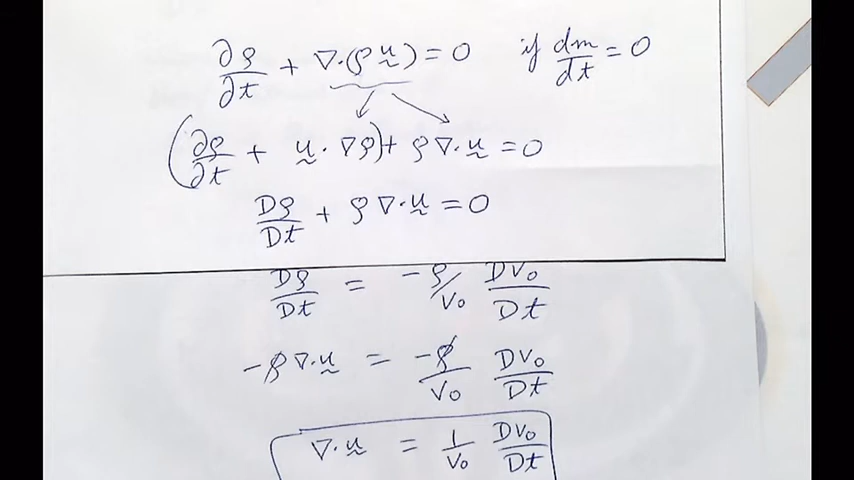 ∂ρ/∂t + ∇·(ρṵ) = 0 if dm/dt = 0
(∂ρ/∂t + ṵ · ∇ρ) + ρ∇·ṵ = 0
Dρ/Dt + ρ∇·ṵ = 0
Dρ/Dt = -ρ/V₀ DV₀/Dt
-ρ∇·ṵ = -ρ/V₀ DV₀/Dt
∇·ṵ = 1/V₀ DV₀/Dt